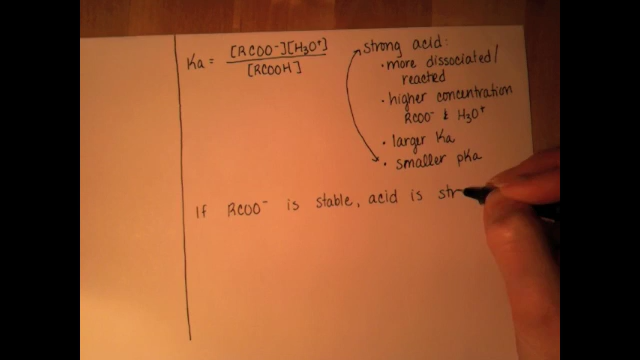 Ka = [RCOO⁻][H₃O⁺] / [RCOOH]
strong acid:
• more dissociated/
reacted
• higher concentration
RCOO⁻ & H₃O⁺
• larger Ka
• smaller pKa
If RCOO⁻ is stable, acid is str